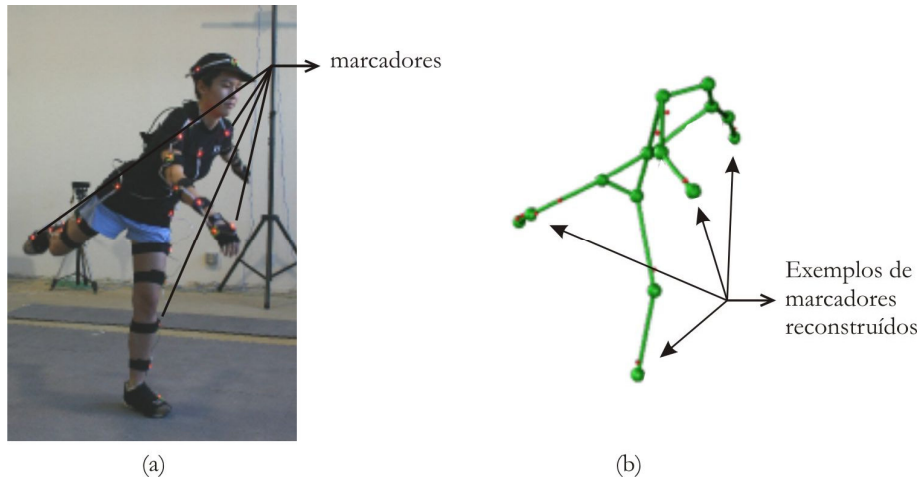 marcadores
Exemplos de
marcadores
reconstruídos
(a)
(b)